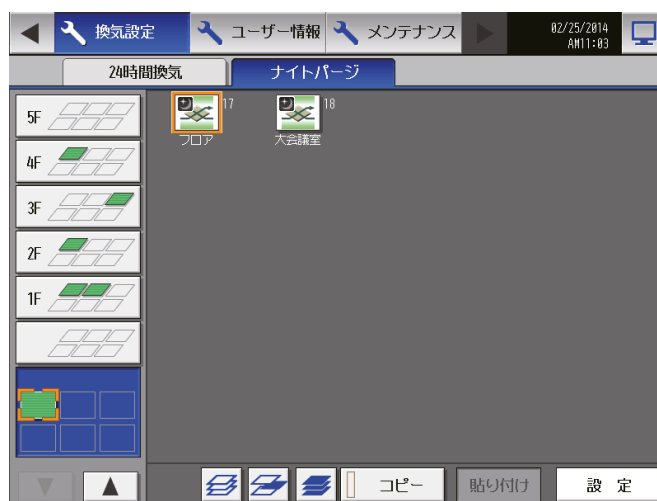 換気設定 ユーザー情報 メンテナンス 02/25/2014 AM11:03
24時間換気 ナイトパージ
17 18
フロア 大会議室
5F
4F
3F
2F
1F
コピー 貼り付け 設 定